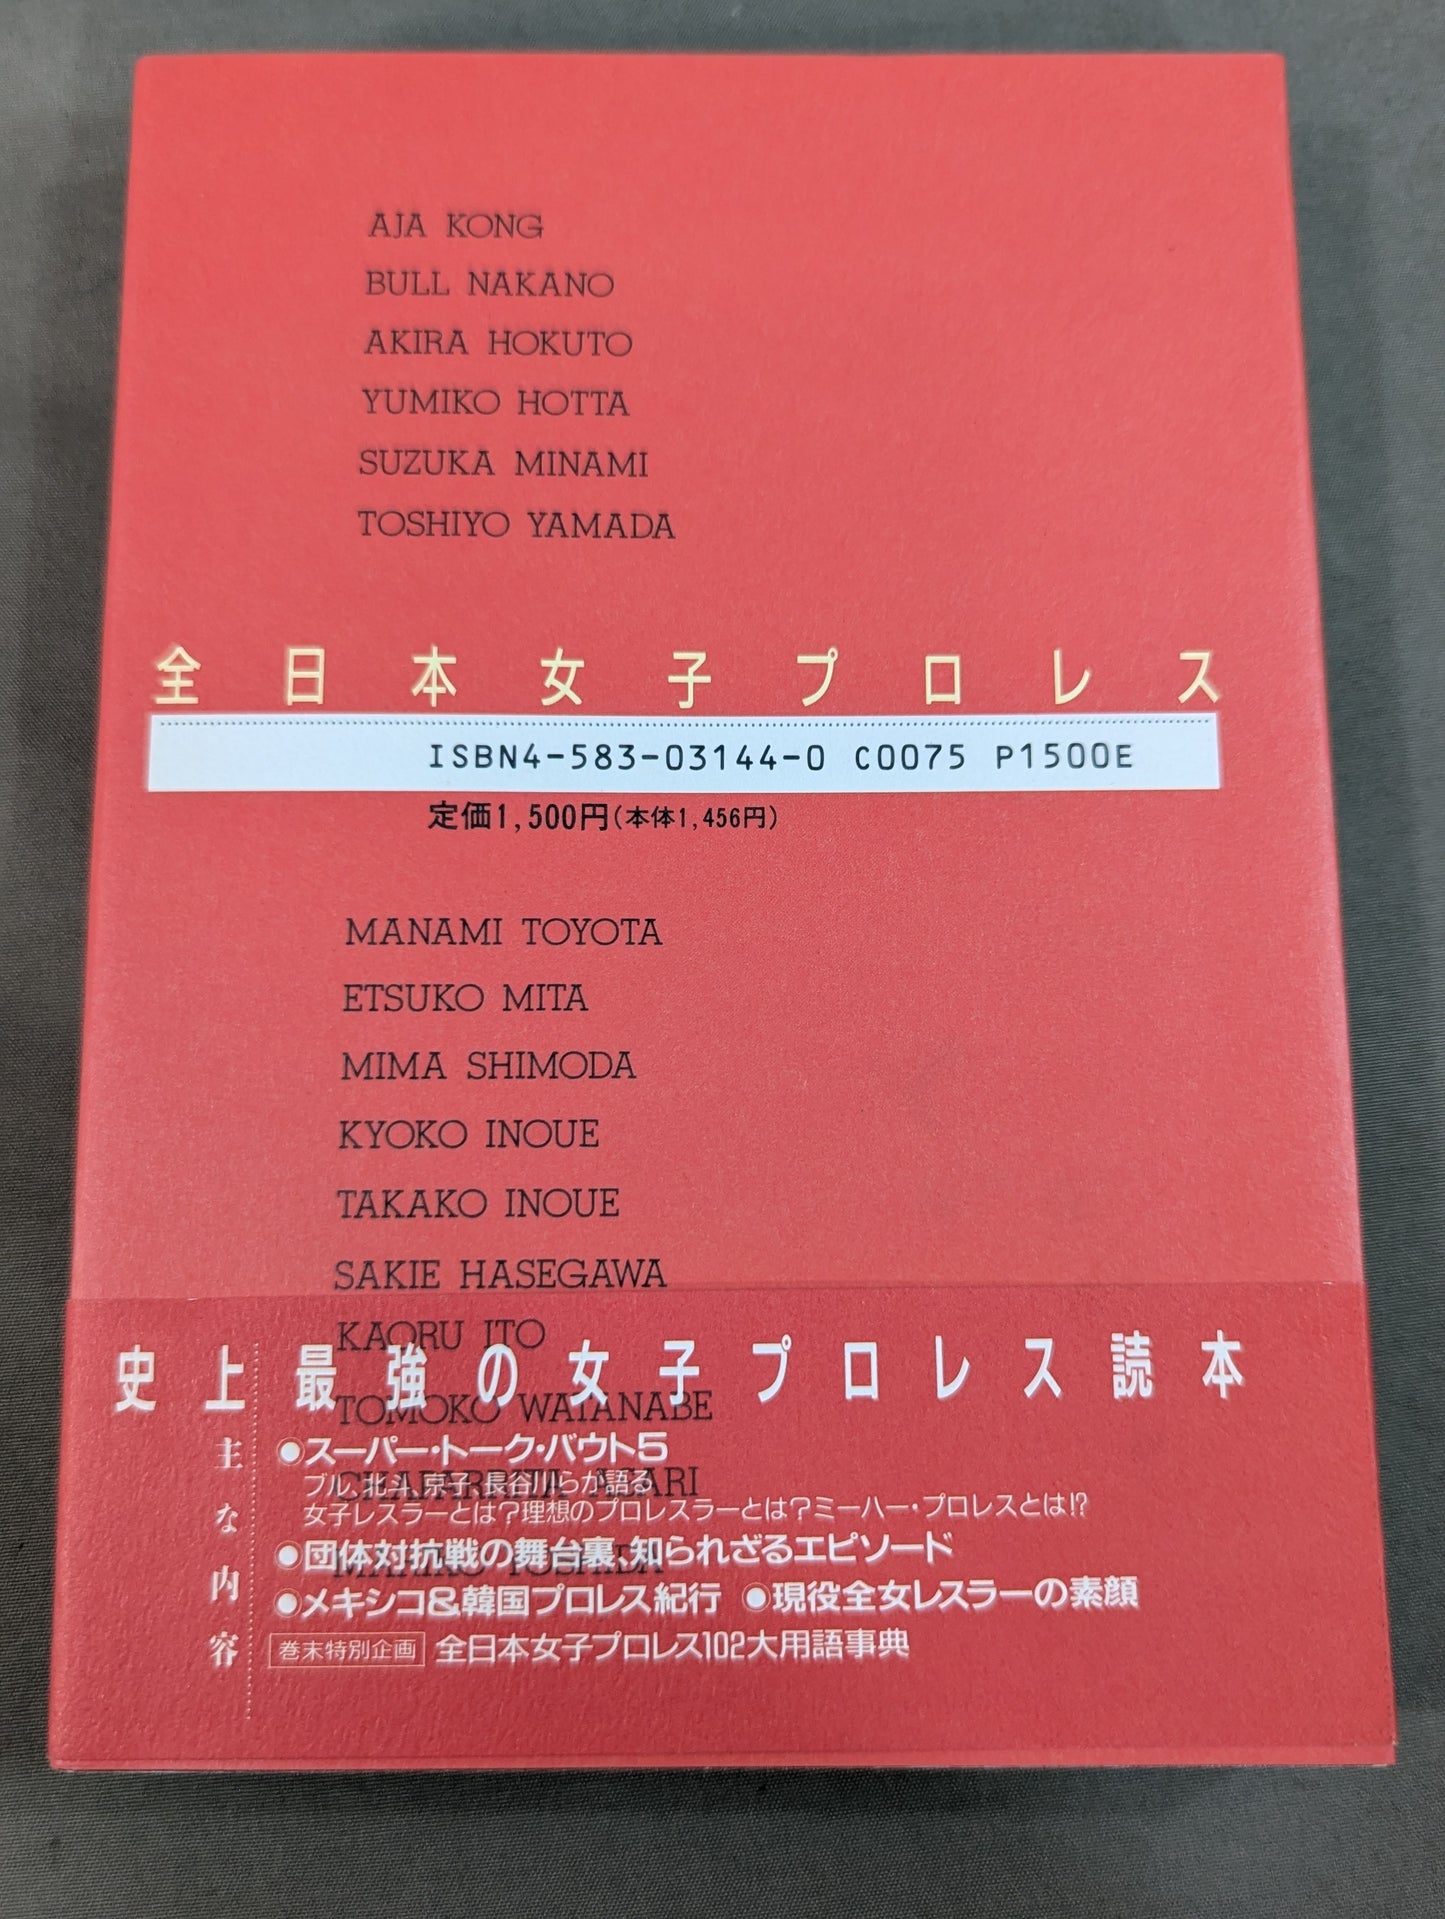 AJA KONG
BULL NAKANO
AKIRA HOKUTO
YUMIKO HOTTA
SUZUKA MINAMI
TOSHIYO YAMADA
全日本女子プロレス
ISBN4-583-03144-0 C0075 P1500E
定価1,500円(本体1,456円)
MANAMI TOYOTA
ETSUKO MITA
MIMA SHIMODA
KYOKO INOUE
TAKAKO INOUE
SAKIE HASEGAWA
KAORU ITO
史上最強の女子プロレス読本
TOMOKO WATANABE
主な内容
●スーパー・トーク・バウト5
CHAPARRITA ASARI
ブル、北斗、京子、長谷川らが語る
女子レスラーとは?理想のプロレスラーとは?ミーハー・プロレスとは!?
●団体対抗戦の舞台裏、知られざるエピソード
MARIKO YOSHIDA
●メキシコ&韓国プロレス紀行 ●現役全女レスラーの素顔
巻末特別企画 全日本女子プロレス102大用語事典